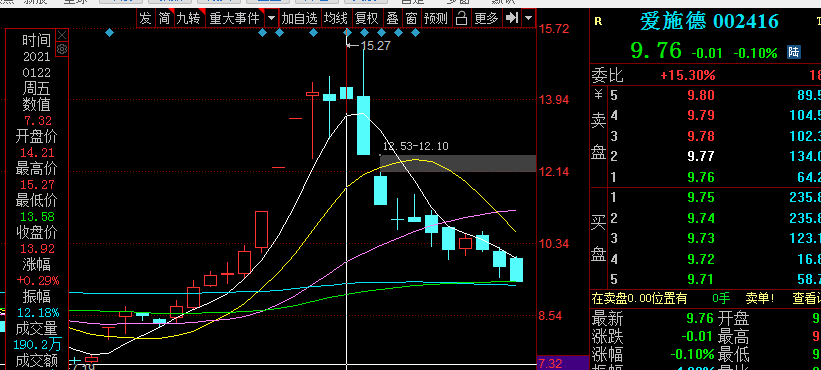 发 简 九转 重大事件 加自选 均线 复权 叠 窗 预测 更多
时间
2021
0122
周五
数值
7.32
开盘价
14.21
最高价
15.27
最低价
13.58
收盘价
13.92
涨幅
+0.29%
振幅
12.18%
成交量
190.2万
成交额
15.27
12.53-12.10
15.72
13.94
12.14
10.34
8.54
7.32
R 爱施德 002416
9.76 -0.01 -0.10% 陆
委比 +15.30% 18
¥ 卖盘
5 9.80 89.5
4 9.79 104.5
3 9.78 102.3
2 9.77 134.0
1 9.76 64.2
买盘
1 9.75 235.8
2 9.74 235.8
3 9.73 123.1
4 9.72 16.8
5 9.71 58.7
在卖盘0.00位置有 0手 卖单! 查看
最新 9.76 开盘 9
涨跌 -0.01 最高 9
涨幅 -0.10% 最低 9